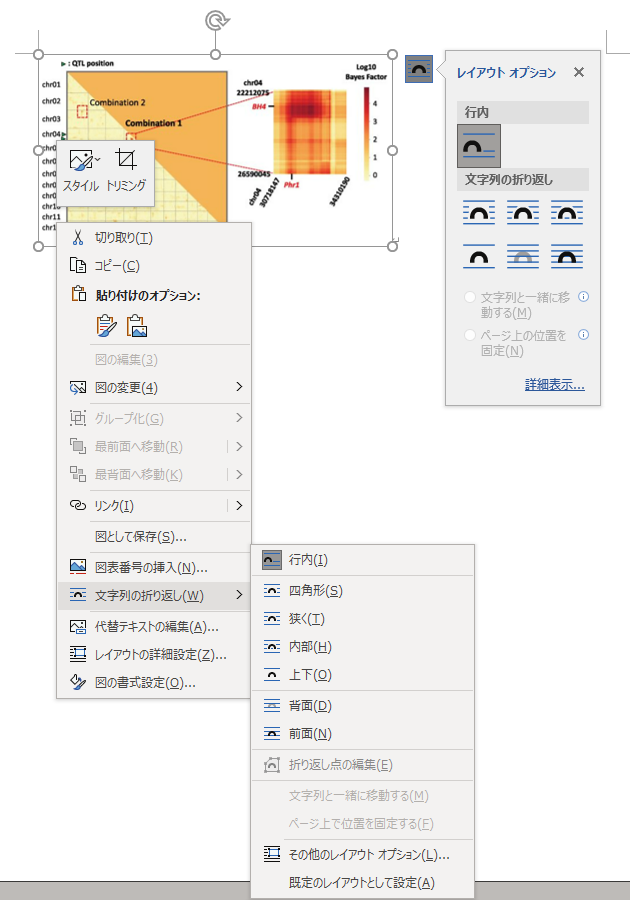 ▶: QTL position
chr01
chr02
chr03
chr04
Combination 2
Combination 1
chr04
22212075
BH4
26590045
chr04
30718147
Phr1
34310190
Log10
Bayes Factor
4
3
2
1
0
chr10
スタイル
トリミング
レイアウト オプション
行内
文字列の折り返し
文字列と一緒に移
動する(M)
ページ上の位置を
固定(N)
詳細表示...
切り取り(T)
コピー(C)
貼り付けのオプション:
図の編集(3)
図の変更(4)
グループ化(G)
最前面へ移動(R)
最背面へ移動(K)
リンク(I)
図として保存(S)...
図表番号の挿入(N)...
文字列の折り返し(W)
代替テキストの編集(A)...
レイアウトの詳細設定(Z)...
図の書式設定(O)...
行内(I)
四角形(S)
狭く(T)
内部(H)
上下(O)
背面(D)
前面(N)
折り返し点の編集(E)
文字列と一緒に移動する(M)
ページ上で位置を固定する(F)
その他のレイアウト オプション(L)...
既定のレイアウトとして設定(A)